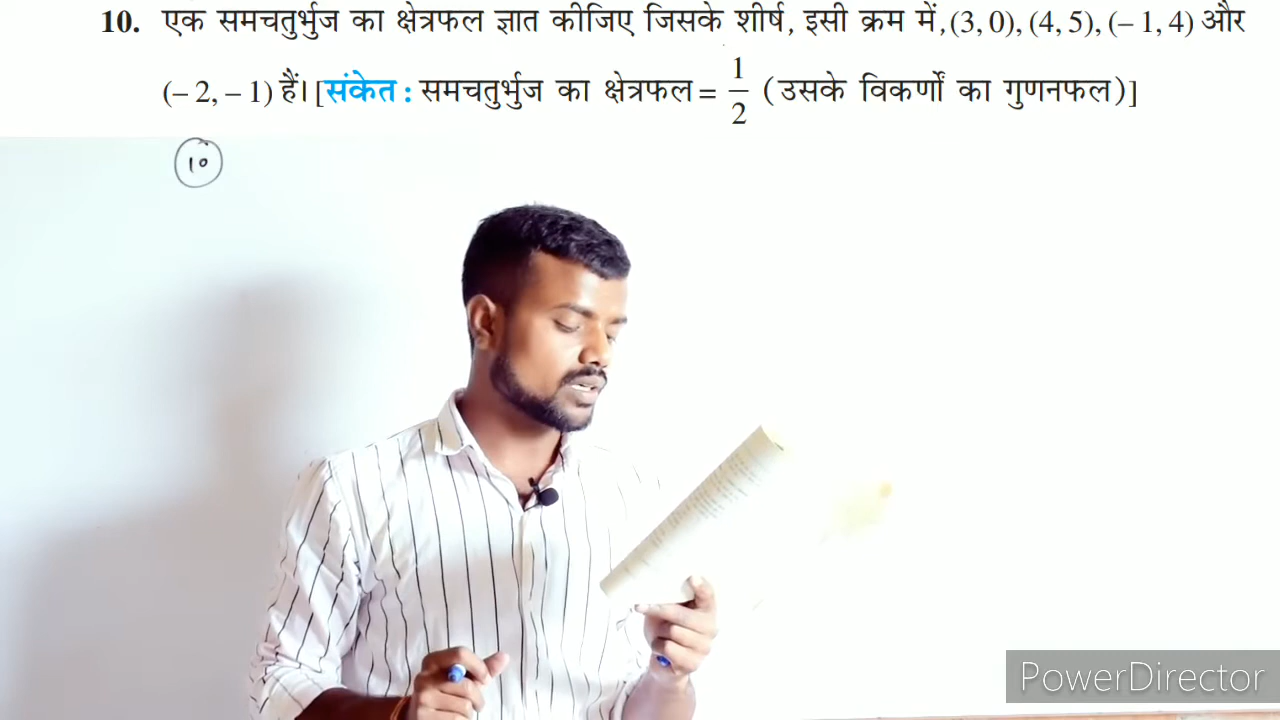 10. एक समचतुर्भुज का क्षेत्रफल ज्ञात कीजिए जिसके शीर्ष, इसी क्रम में, (3, 0), (4, 5), (– 1, 4) और
(– 2, – 1) हैं। [संकेत : समचतुर्भुज का क्षेत्रफल = 1/2 (उसके विकर्णों का गुणनफल)]
10
PowerDirector